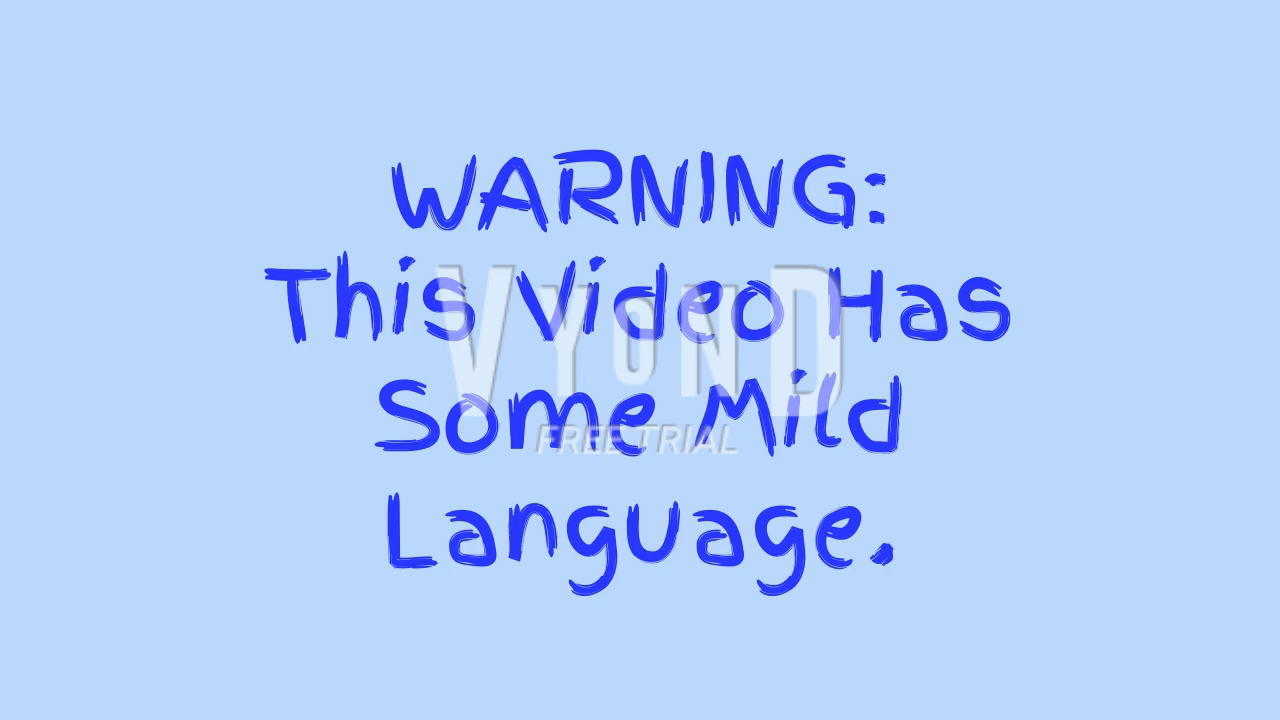 WARNING:
This Video Has
VYOND
Some Mild
FREE TRIAL
Language.